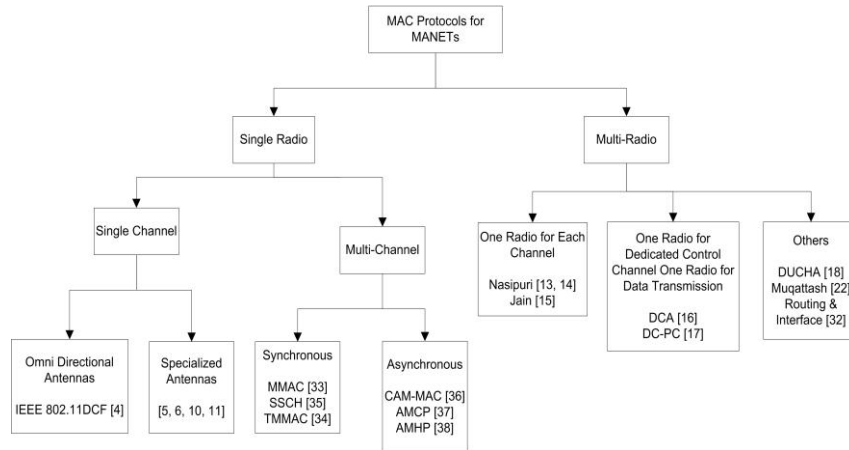 MAC Protocols for
MANETs
Single Radio
Multi-Radio
Single Channel
Multi-Channel
One Radio for Each
Channel
Nasipuri [13, 14]
Jain [15]
One Radio for
Dedicated Control
Channel One Radio for
Data Transmission
DCA [16]
DC-PC [17]
Others
DUCHA [18]
Muqattash [22]
Routing &
Interface [32]
Omni Directional
Antennas
IEEE 802.11DCF [4]
Specialized
Antennas
[5, 6, 10, 11]
Synchronous
MMAC [33]
SSCH [35]
TMMAC [34]
Asynchronous
CAM-MAC [36]
AMCP [37]
AMHP [38]